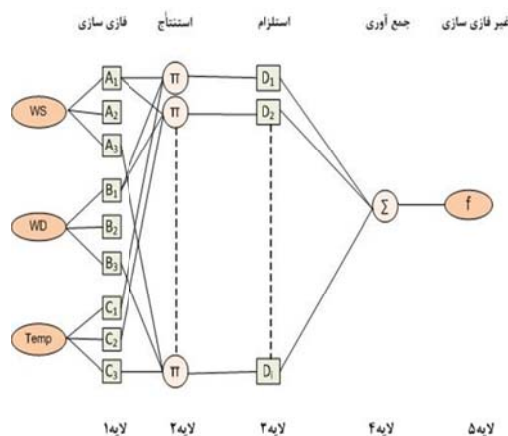 فازی سازی استنتاج استلزام جمع آوری غیر فازی سازی
A1
π
D1
WS
A2
π
D2
A3
B1
WD
B2
∑
f
B3
C1
Temp
C2
C3
π
Di
لایه۱ لایه۲ لایه۳ لایه۴ لایه۵